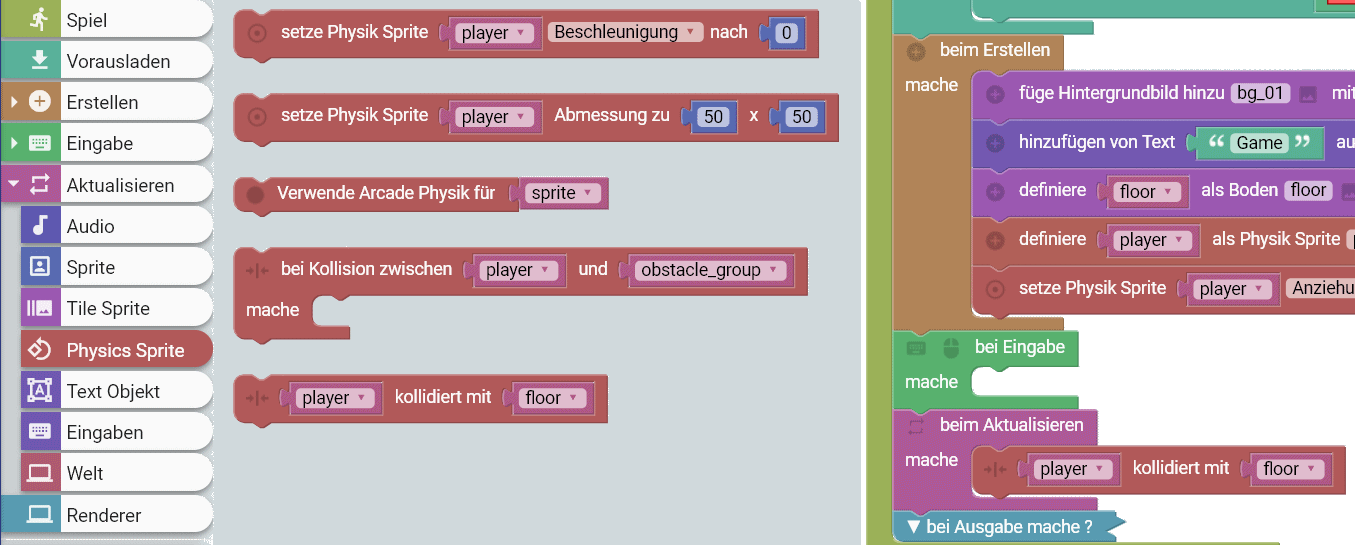 Spiel
Vorausladen
Erstellen
Eingabe
Aktualisieren
Audio
Sprite
Tile Sprite
Physics Sprite
Text Objekt
Eingaben
Welt
Renderer
setze Physik Sprite player Beschleunigung nach 0
setze Physik Sprite player Abmessung zu 50 x 50
Verwende Arcade Physik für sprite
bei Kollision zwischen player und obstacle_group
mache
player kollidiert mit floor
beim Erstellen
mache
füge Hintergrundbild hinzu bg_01 mit
hinzufügen von Text “ Game ” au
definiere floor als Boden floor
definiere player als Physik Sprite
setze Physik Sprite player Anziehu
bei Eingabe
mache
beim Aktualisieren
mache
player kollidiert mit floor
bei Ausgabe mache ?